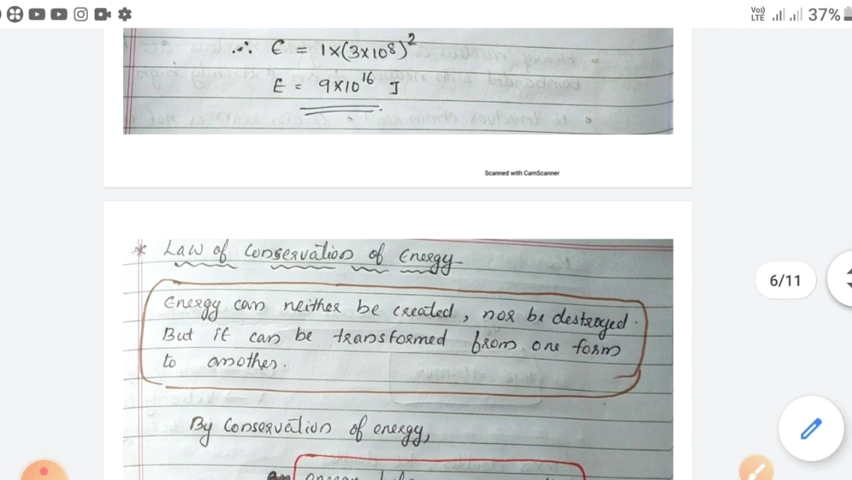 Vo)) LTE 37%
∴ E = 1×(3×10⁸)²
E = 9×10¹⁶ J
Scanned with CamScanner
* Law of Conservation of Energy
6/11
Energy can neither be created, nor be destroyed.
But it can be transformed from one form
to another.
By Conservation of energy,